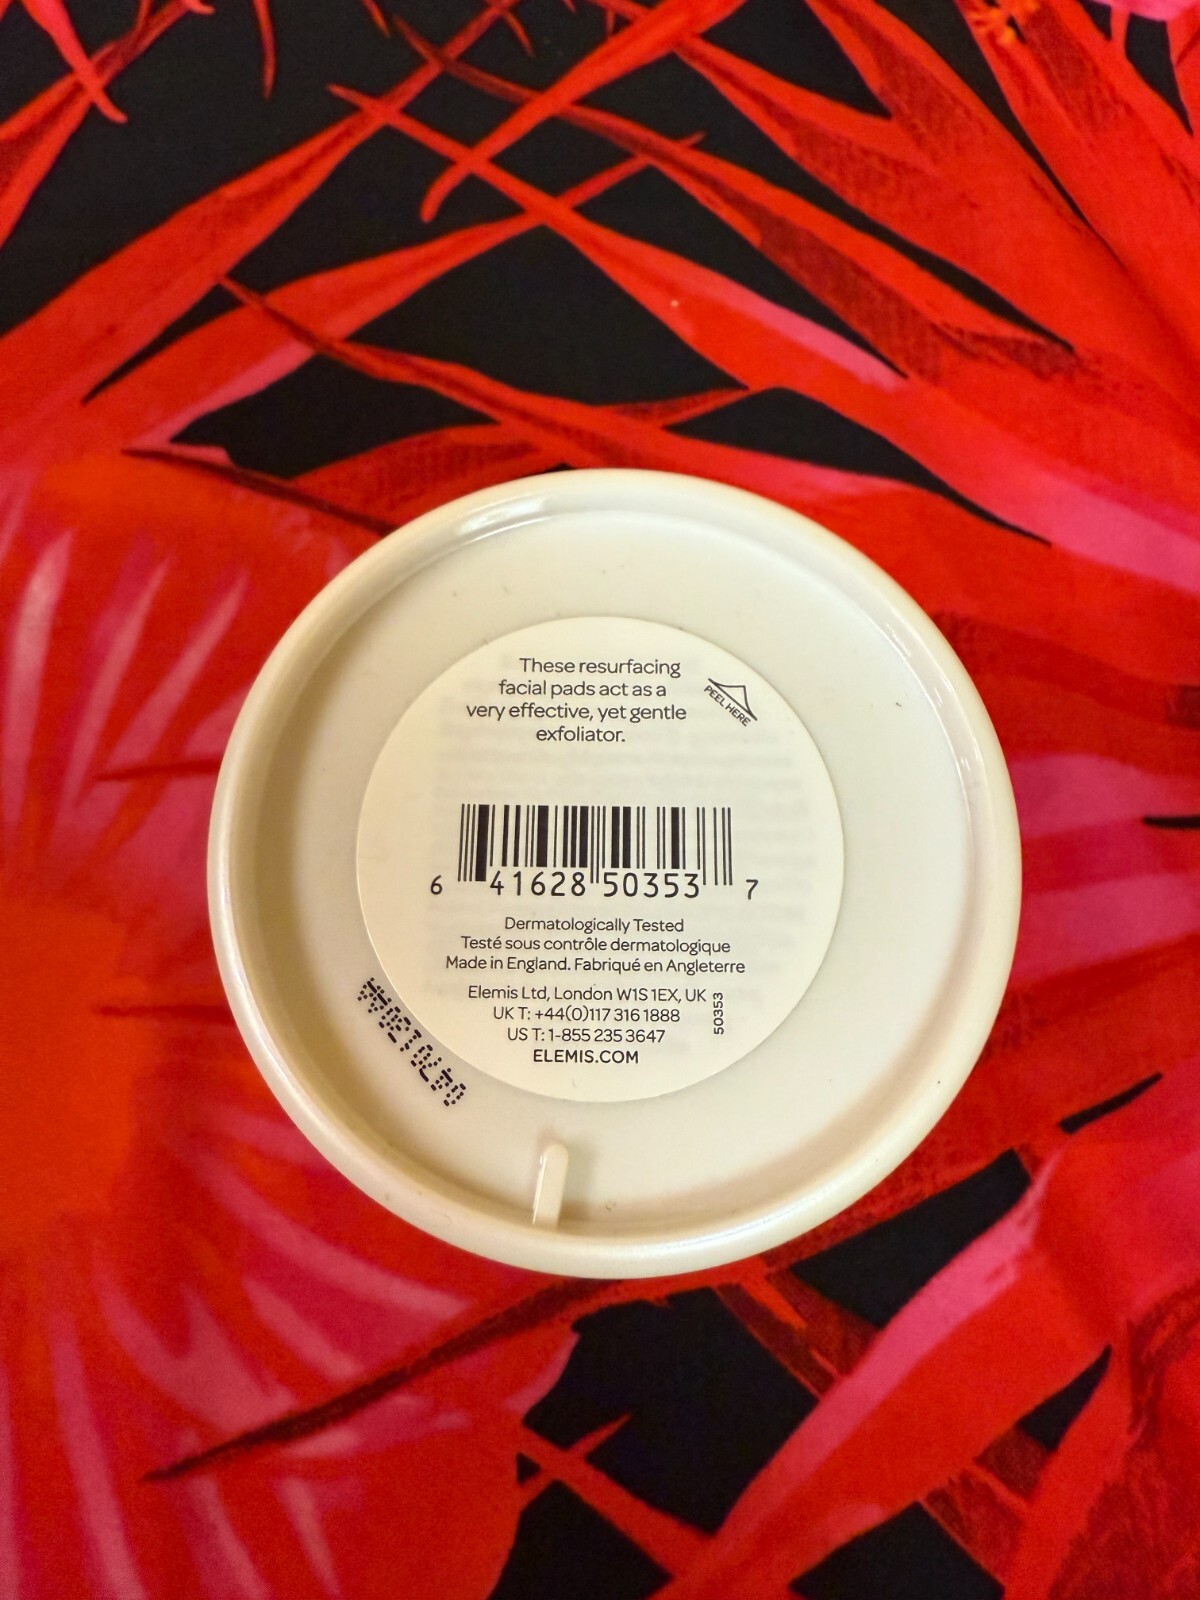 These resurfacing
facial pads act as a
very effective, yet gentle
exfoliator.
PEEL HERE
6 41628 50353 7
Dermatologically Tested
Testé sous contrôle dermatologique
Made in England. Fabriqué en Angleterre
Elemis Ltd, London W1S 1EX, UK
UK T: +44(0)117 316 1888
US T: 1-855 235 3647
ELEMIS.COM
50353